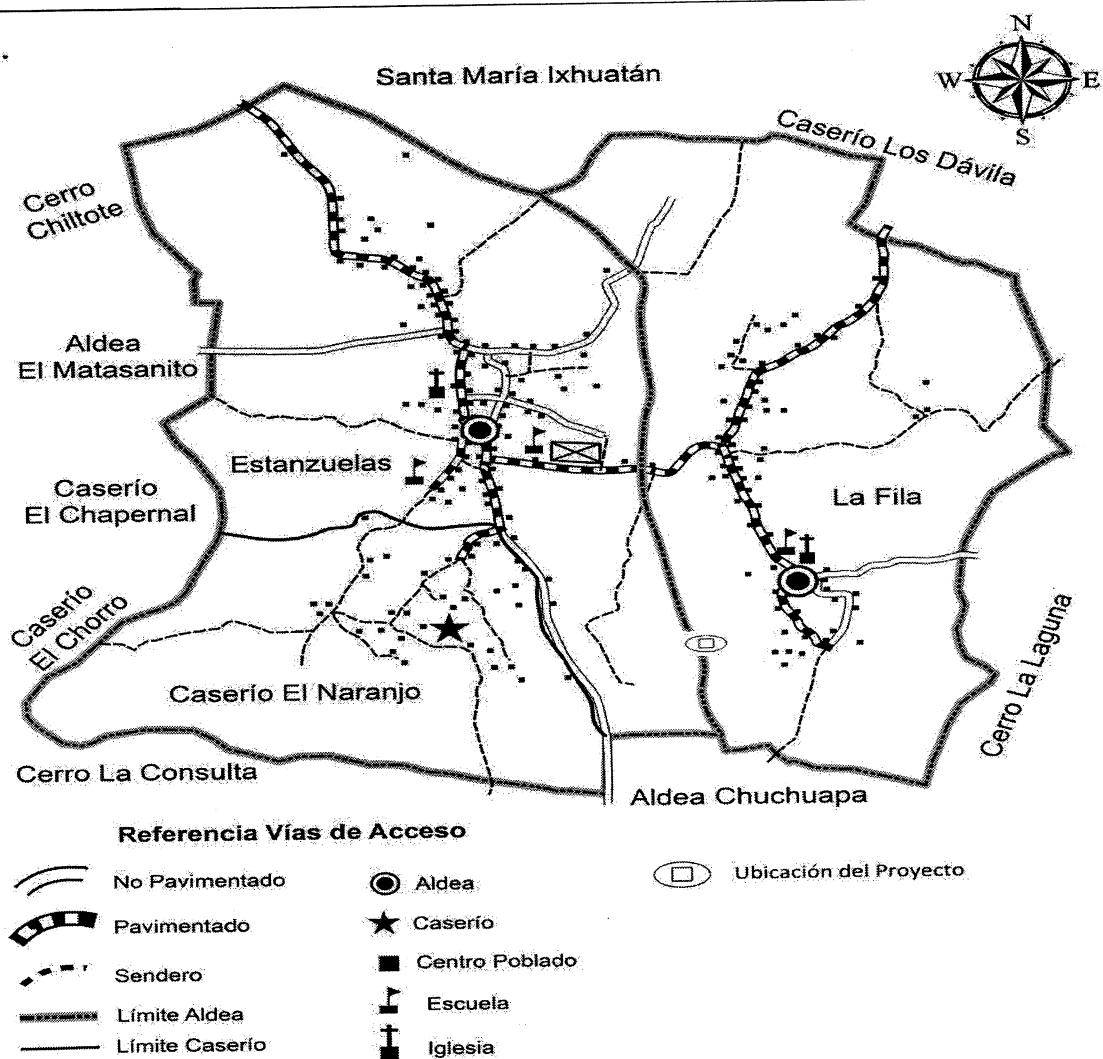 N
W E
S
Santa María Ixhuatán
Caserío Los Dávila
Cerro
Chiltote
Aldea
El Matasanito
Estanzuelas
Caserío
El Chapernal
La Fila
Caserío
El Chorro
Caserío El Naranjo
Cerro La Laguna
Cerro La Consulta
Aldea Chuchuapa
Referencia Vías de Acceso
No Pavimentado
Pavimentado
Sendero
Límite Aldea
Límite Caserío
Aldea
Caserío
Centro Poblado
Escuela
Iglesia
Ubicación del Proyecto